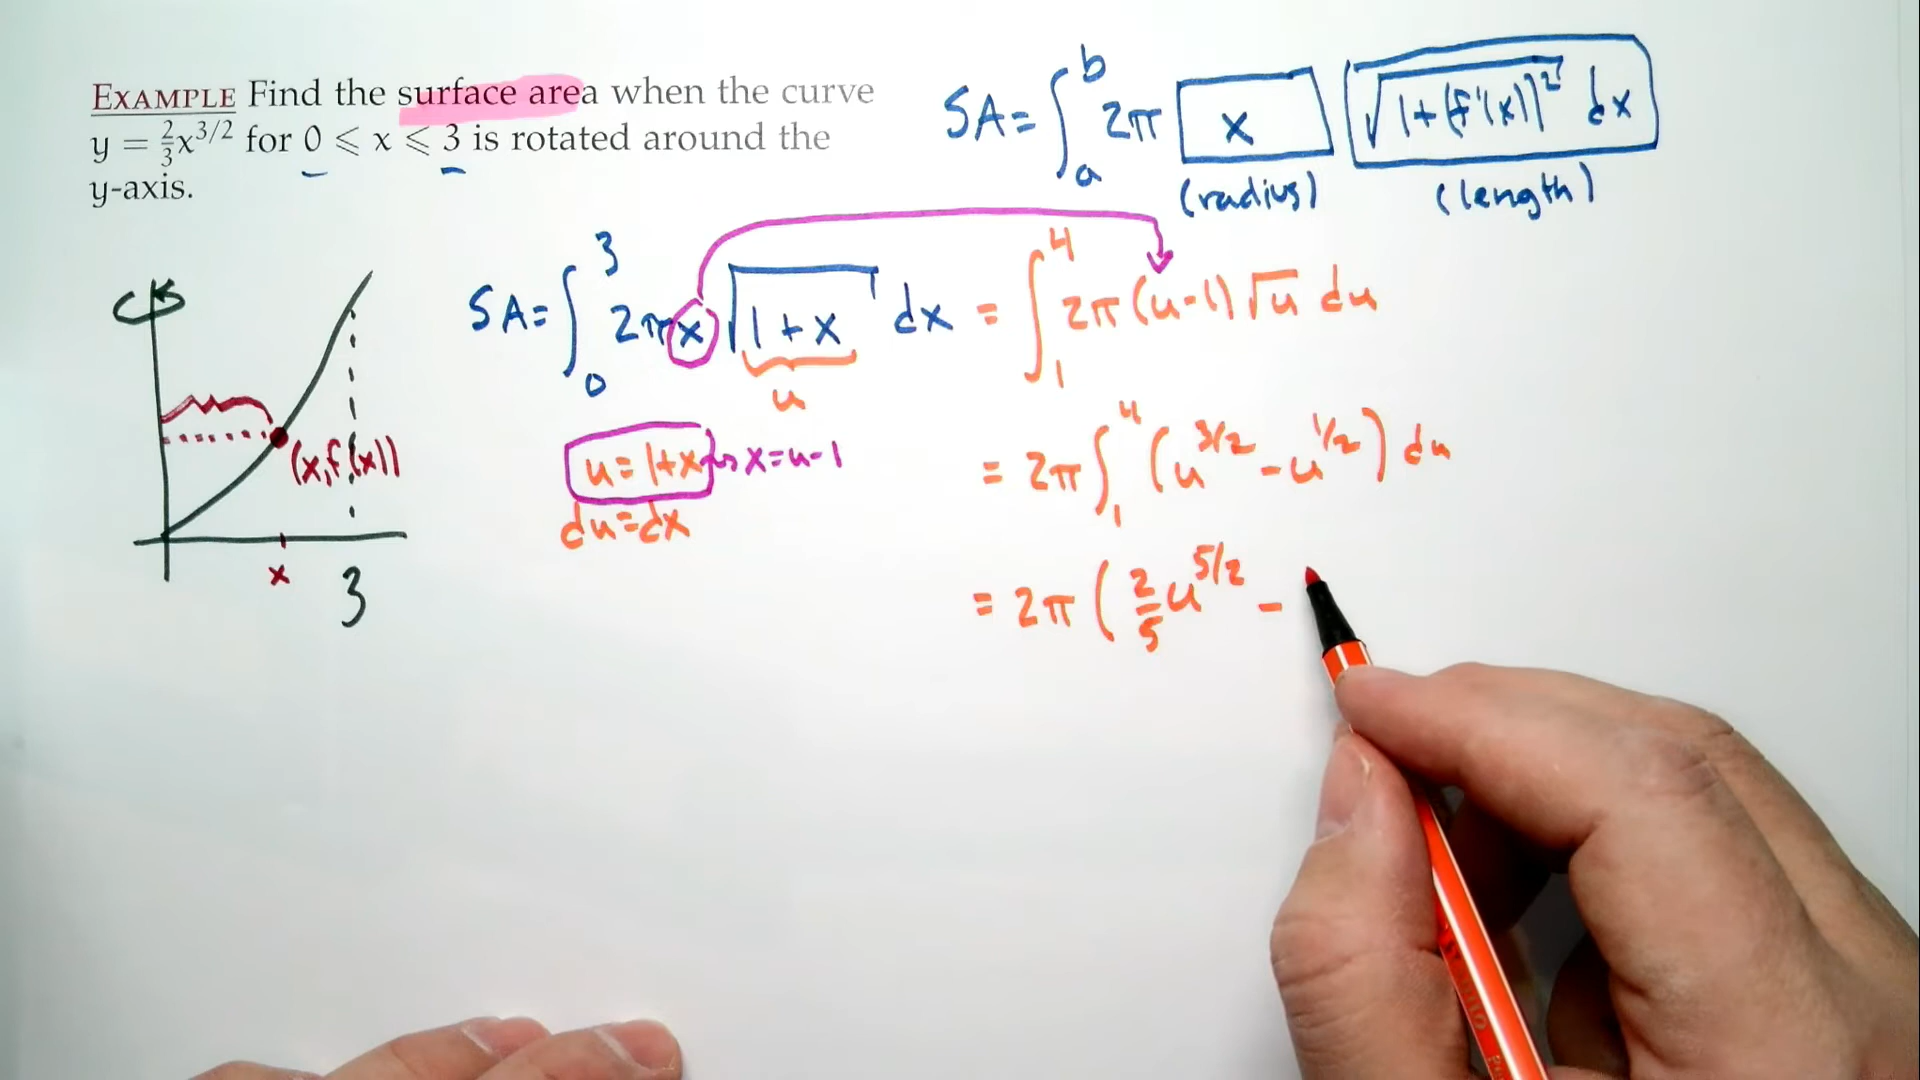 EXAMPLE Find the surface area when the curve
y = 2/3 x^{3/2} for 0 ⩽ x ⩽ 3 is rotated around the
y-axis.
SA = ∫_a^b 2π x √(1+(f'(x))^2) dx
(radius) (length)
SA = ∫_0^3 2πx √(1+x) dx = ∫_1^4 2π(u-1)√u du
u
u=1+x ⇝ x=u-1
du=dx
= 2π ∫_1^4 (u^{3/2} - u^{1/2}) du
= 2π ( 2/5 u^{5/2} -
(x, f(x))
x 3